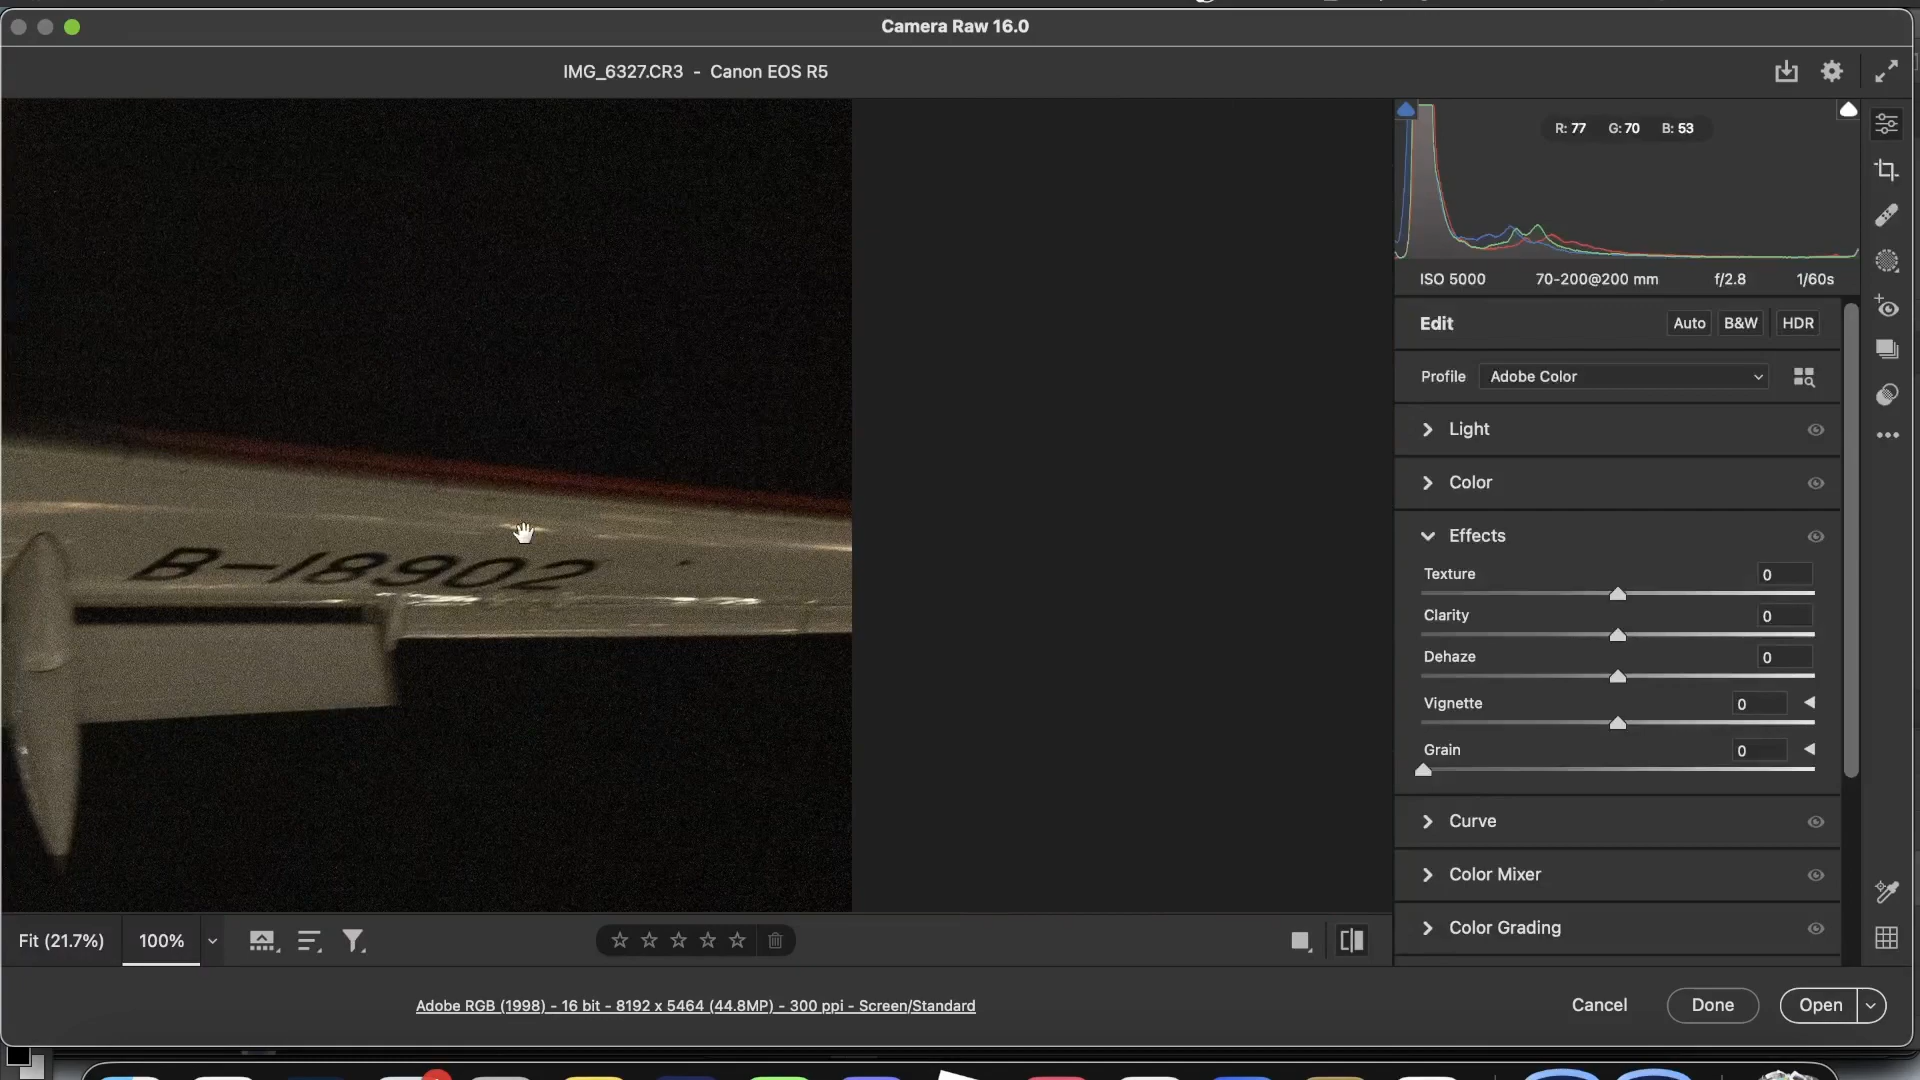 Camera Raw 16.0
IMG_6327.CR3 - Canon EOS R5
R: 77 G: 70 B: 53
ISO 5000 70-200@200 mm f/2.8 1/60s
Edit Auto B&W HDR
Profile Adobe Color
Light
Color
Effects
Texture 0
Clarity 0
Dehaze 0
Vignette 0
Grain 0
Curve
Color Mixer
Color Grading
B-18902
Fit (21.7%) 100%
Adobe RGB (1998) - 16 bit - 8192 x 5464 (44.8MP) - 300 ppi - Screen/Standard
Cancel Done Open